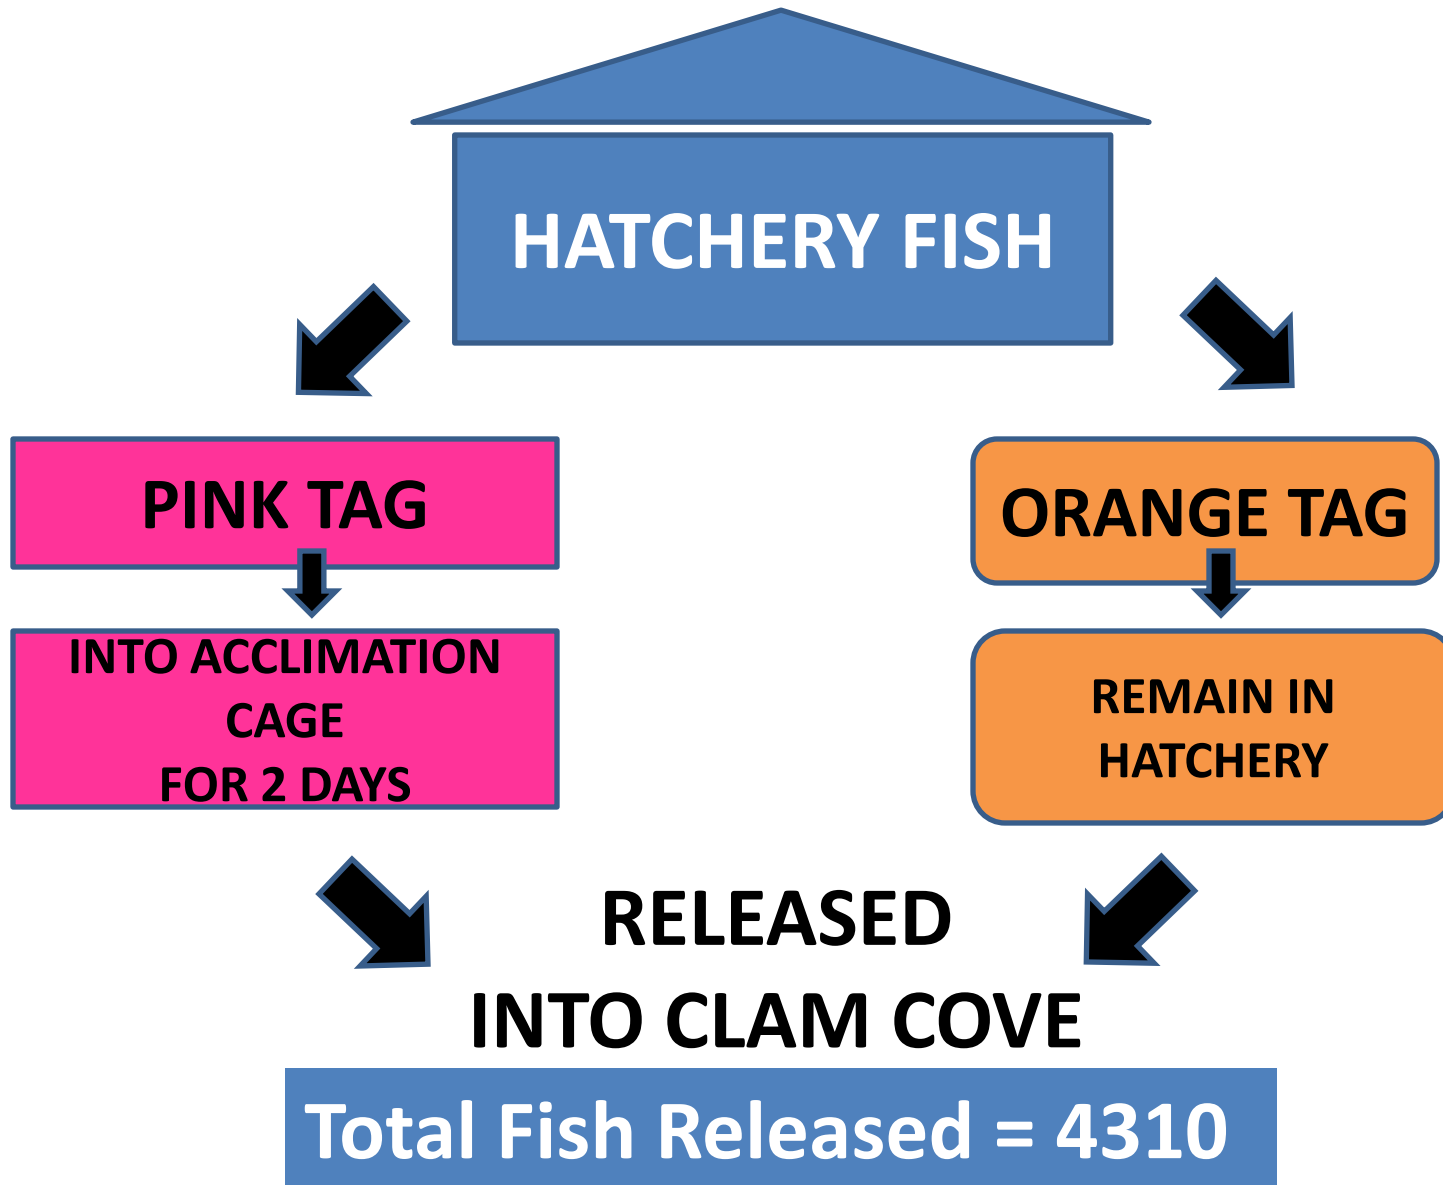 HATCHERY FISH
PINK TAG
ORANGE TAG
INTO ACCLIMATION
CAGE
FOR 2 DAYS
REMAIN IN
HATCHERY
RELEASED
INTO CLAM COVE
Total Fish Released = 4310